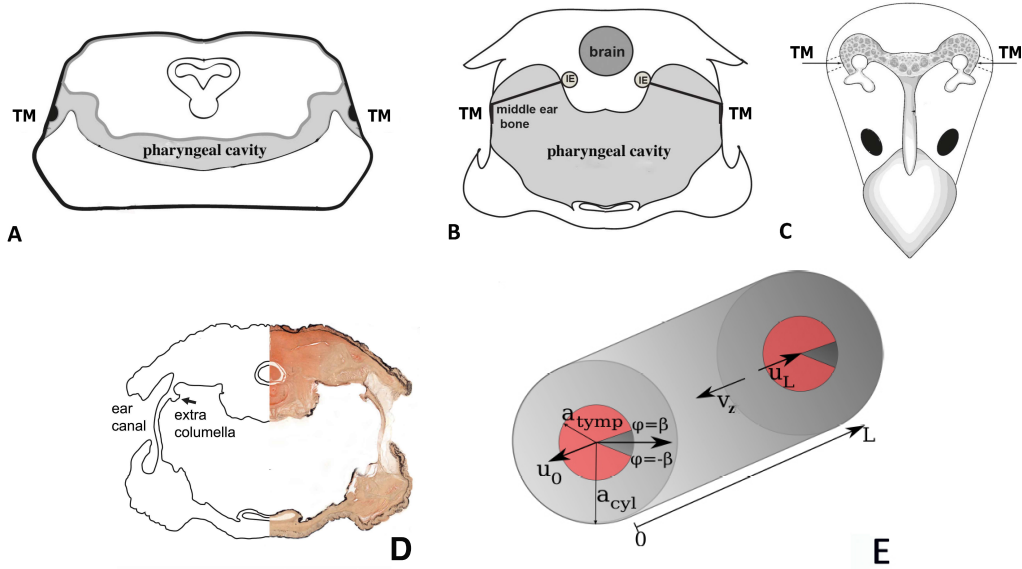 TM
TM
pharyngeal cavity
A
brain
IE
IE
TM
TM
middle ear
bone
pharyngeal cavity
B
TM
TM
C
ear
canal
extra
columella
D
u_L
v_z
a_tymp
φ=β
φ=-β
u_0
a_cyl
L
0
E